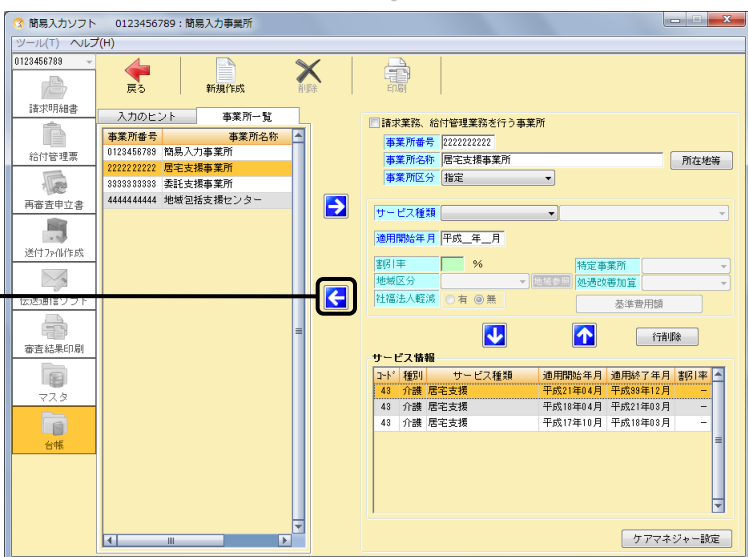 簡易入力ソフト　0123456789：簡易入力事業所
ツール(T)　ヘルプ(H)
0123456789
請求明細書
給付管理票
再審査申立書
送付ファイル作成
伝送通信ソフト
審査結果印刷
マスタ
台帳
戻る　新規作成　削除　印刷
入力のヒント　事業所一覧
事業所番号　事業所名称
0123456789　簡易入力事業所
2222222222　居宅支援事業所
3333333333　委託支援事業所
4444444444　地域包括支援センター
請求業務、給付管理業務を行う事業所
事業所番号　2222222222
事業所名称　居宅支援事業所　所在地等
事業所区分　指定
サービス種類
適用開始年月　平成__年__月
割引率　%　特定事業所
地域区分　地域参照　処遇改善加算
社福法人軽減　有　無　基準費用額
行削除
サービス情報
コード　種別　サービス種類　適用開始年月　適用終了年月　割引率
43　介護　居宅支援　平成21年04月　平成99年12月　－
43　介護　居宅支援　平成18年04月　平成21年03月　－
43　介護　居宅支援　平成17年10月　平成18年03月　－
ケアマネジャー設定